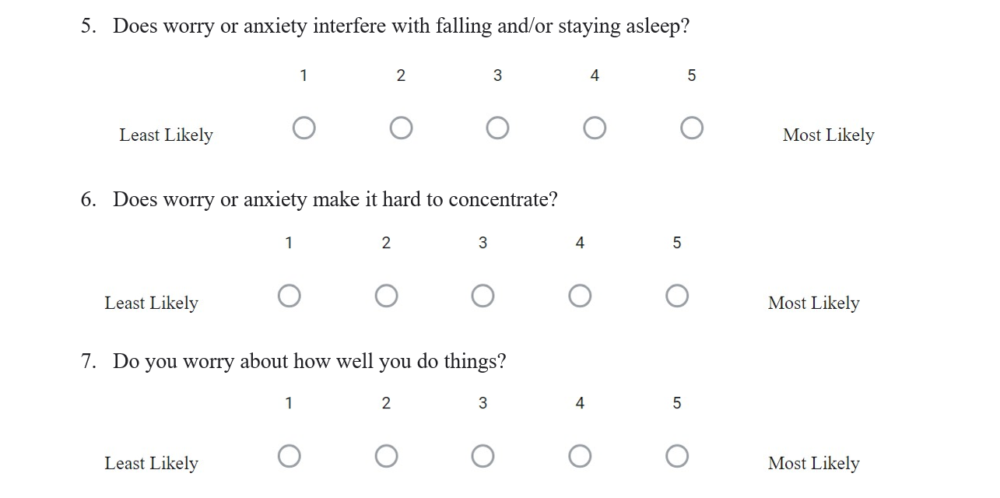 5. Does worry or anxiety interfere with falling and/or staying asleep?
1 2 3 4 5
Least Likely Most Likely
6. Does worry or anxiety make it hard to concentrate?
1 2 3 4 5
Least Likely Most Likely
7. Do you worry about how well you do things?
1 2 3 4 5
Least Likely Most Likely